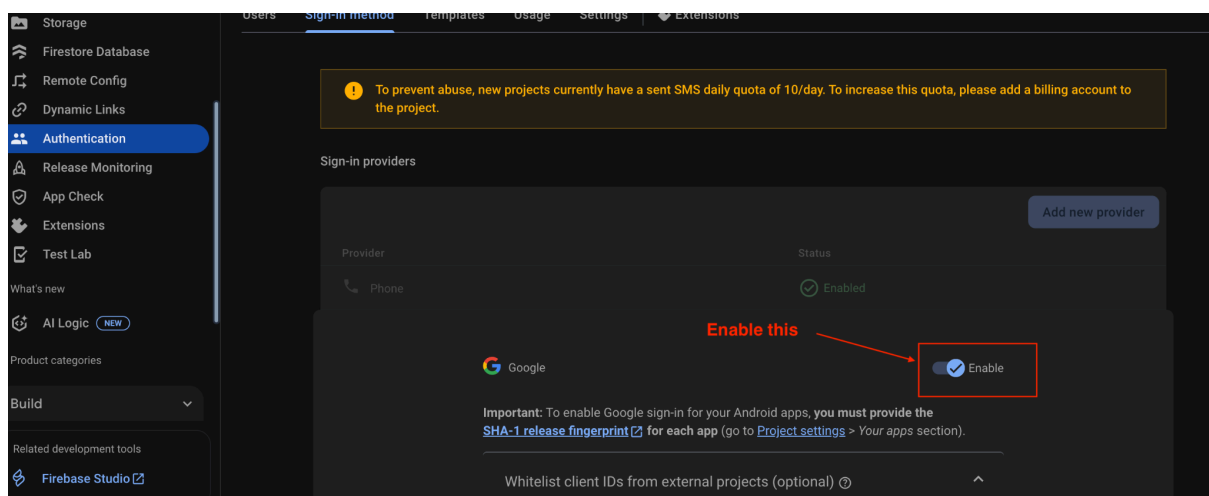 Users Sign-in method Templates Usage Settings Extensions
Storage
Firestore Database
Remote Config
Dynamic Links
Authentication
Release Monitoring
App Check
Extensions
Test Lab
What's new
AI Logic NEW
Product categories
Build
Related development tools
Firebase Studio
To prevent abuse, new projects currently have a sent SMS daily quota of 10/day. To increase this quota, please add a billing account to
the project.
Sign-in providers
Add new provider
Provider Status
Phone Enabled
Enable this
Google Enable
Important: To enable Google sign-in for your Android apps, you must provide the
SHA-1 release fingerprint for each app (go to Project settings > Your apps section).
Whitelist client IDs from external projects (optional)